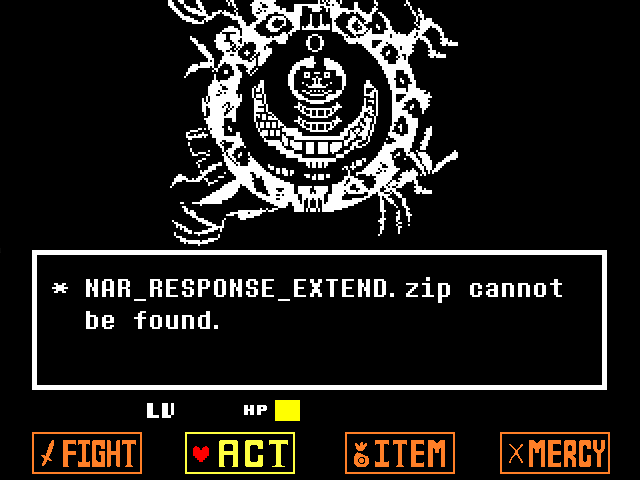 * NAR_RESPONSE_EXTEND.zip cannot
be found.
LV HP
FIGHT ACT ITEM MERCY